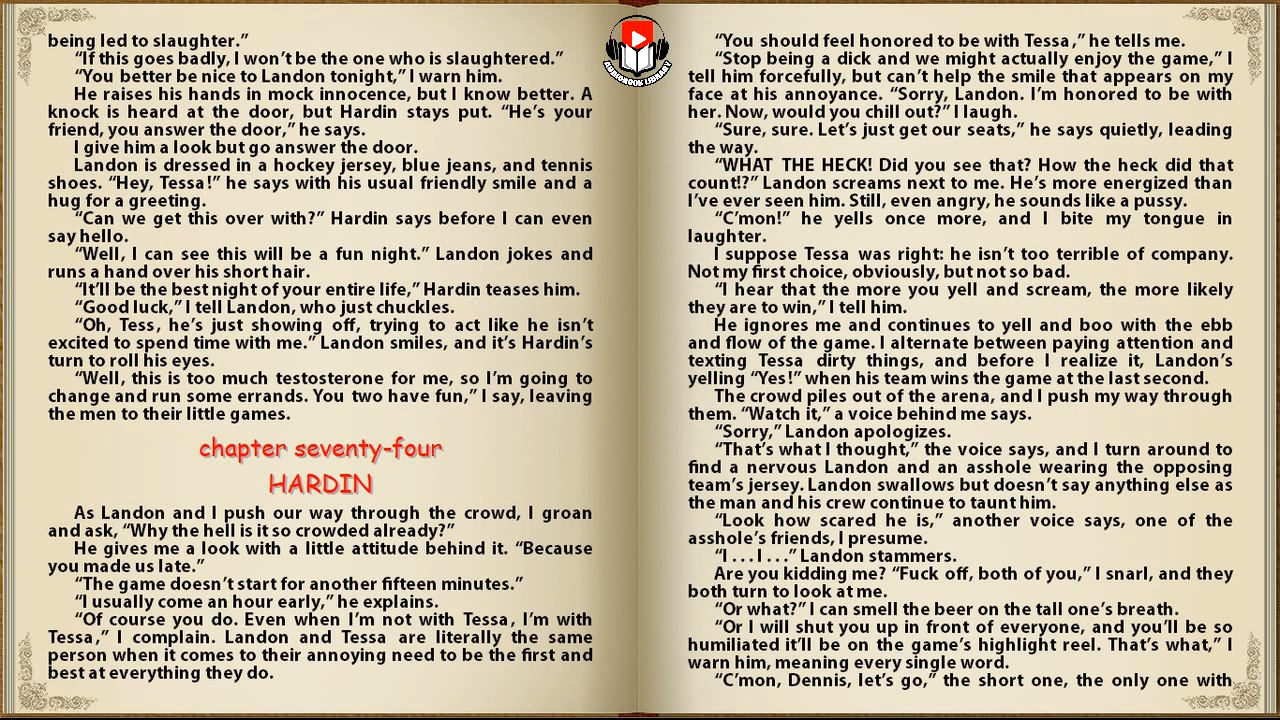 being led to slaughter.”
“If this goes badly, I won’t be the one who is slaughtered.”
“You better be nice to Landon tonight,” I warn him.
He raises his hands in mock innocence, but I know better. A
knock is heard at the door, but Hardin stays put. “He’s your
friend, you answer the door,” he says.
I give him a look but go answer the door.
Landon is dressed in a hockey jersey, blue jeans, and tennis
shoes. “Hey, Tessa!” he says with his usual friendly smile and a
hug for a greeting.
“Can we get this over with?” Hardin says before I can even
say hello.
“Well, I can see this will be a fun night.” Landon jokes and
runs a hand over his short hair.
“It’ll be the best night of your entire life,” Hardin teases him.
“Good luck,” I tell Landon, who just chuckles.
“Oh, Tess, he’s just showing off, trying to act like he isn’t
excited to spend time with me.” Landon smiles, and it’s Hardin’s
turn to roll his eyes.
“Well, this is too much testosterone for me, so I’m going to
change and run some errands. You two have fun,” I say, leaving
the men to their little games.
chapter seventy-four
HARDIN
As Landon and I push our way through the crowd, I groan
and ask, “Why the hell is it so crowded already?”
He gives me a look with a little attitude behind it. “Because
you made us late.”
“The game doesn’t start for another fifteen minutes.”
“I usually come an hour early,” he explains.
“Of course you do. Even when I’m not with Tessa, I’m with
Tessa,” I complain. Landon and Tessa are literally the same
person when it comes to their annoying need to be the first and
best at everything they do.
AUDIOBOOK LIBRARY
“You should feel honored to be with Tessa,” he tells me.
“Stop being a dick and we might actually enjoy the game,” I
tell him forcefully, but can’t help the smile that appears on my
face at his annoyance. “Sorry, Landon. I’m honored to be with
her. Now, would you chill out?” I laugh.
“Sure, sure. Let’s just get our seats,” he says quietly, leading
the way.
“WHAT THE HECK! Did you see that? How the heck did that
count!?” Landon screams next to me. He’s more energized than
I’ve ever seen him. Still, even angry, he sounds like a pussy.
“C’mon!” he yells once more, and I bite my tongue in
laughter.
I suppose Tessa was right: he isn’t too terrible of company.
Not my first choice, obviously, but not so bad.
“I hear that the more you yell and scream, the more likely
they are to win,” I tell him.
He ignores me and continues to yell and boo with the ebb
and flow of the game. I alternate between paying attention and
texting Tessa dirty things, and before I realize it, Landon’s
yelling “Yes!” when his team wins the game at the last second.
The crowd piles out of the arena, and I push my way through
them. “Watch it,” a voice behind me says.
“Sorry,” Landon apologizes.
“That’s what I thought,” the voice says, and I turn around to
find a nervous Landon and an asshole wearing the opposing
team’s jersey. Landon swallows but doesn’t say anything else as
the man and his crew continue to taunt him.
“Look how scared he is,” another voice says, one of the
asshole’s friends, I presume.
“I . . . I . . .” Landon stammers.
Are you kidding me? “Fuck off, both of you,” I snarl, and they
both turn to look at me.
“Or what?” I can smell the beer on the tall one’s breath.
“Or I will shut you up in front of everyone, and you’ll be so
humiliated it’ll be on the game’s highlight reel. That’s what,” I
warn him, meaning every single word.
“C’mon, Dennis, let’s go,” the short one, the only one with